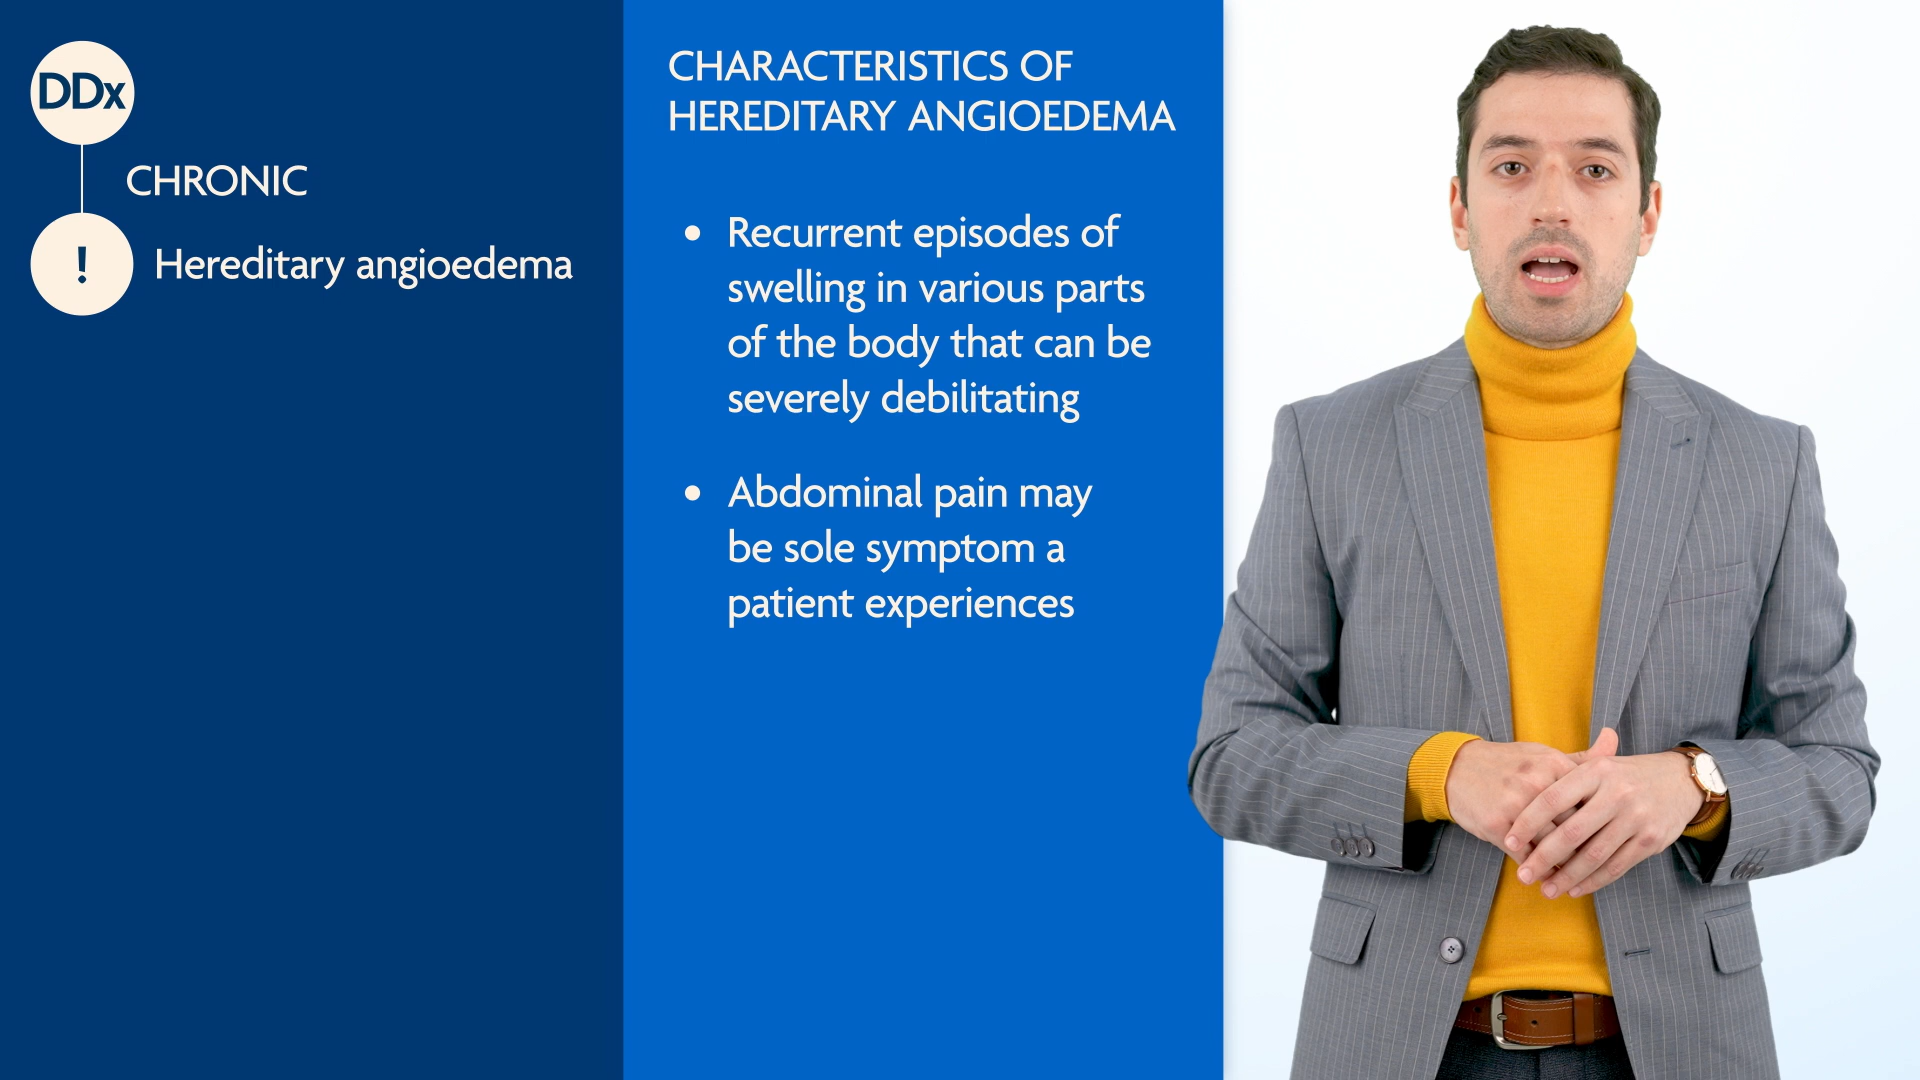 DDx
CHRONIC
! Hereditary angioedema
CHARACTERISTICS OF
HEREDITARY ANGIOEDEMA
• Recurrent episodes of
swelling in various parts
of the body that can be
severely debilitating
• Abdominal pain may
be sole symptom a
patient experiences